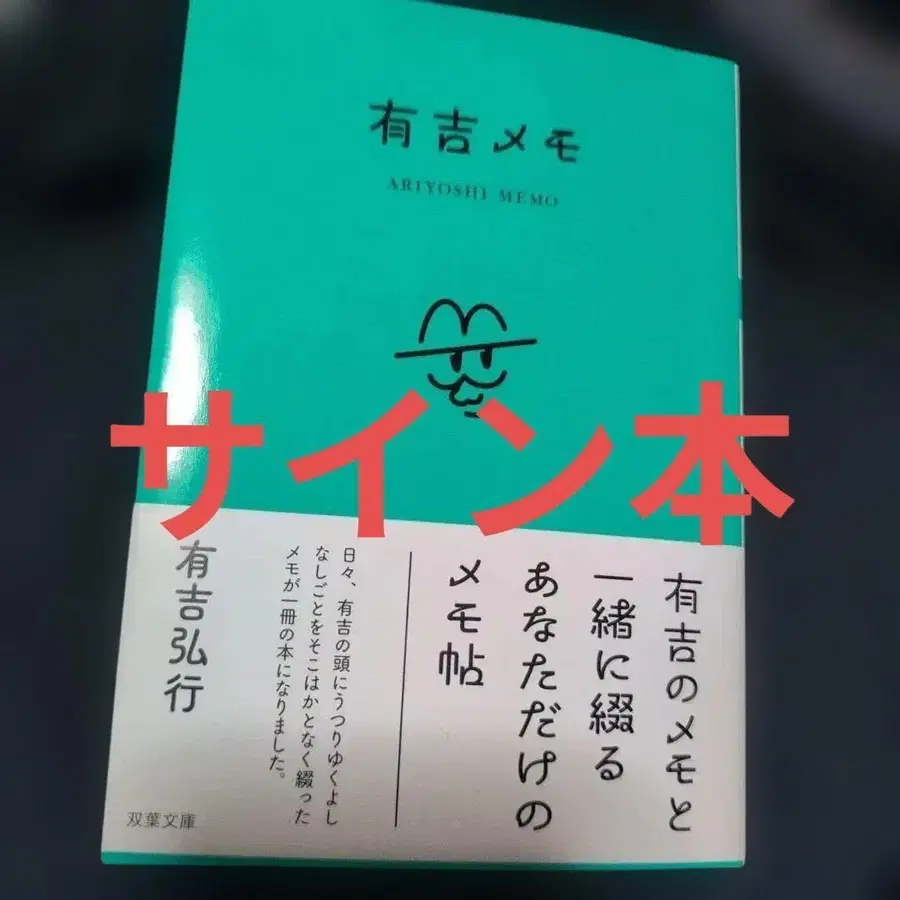 有吉メモ
ARIYOSHI MEMO
サイン本
有吉のメモと
一緒に綴る
あなただけの
メモ帖
日々、有吉の頭にうつりゆくよし
なしごとをそこはかとなく綴った
メモが一冊の本になりました。
有吉弘行
双葉文庫